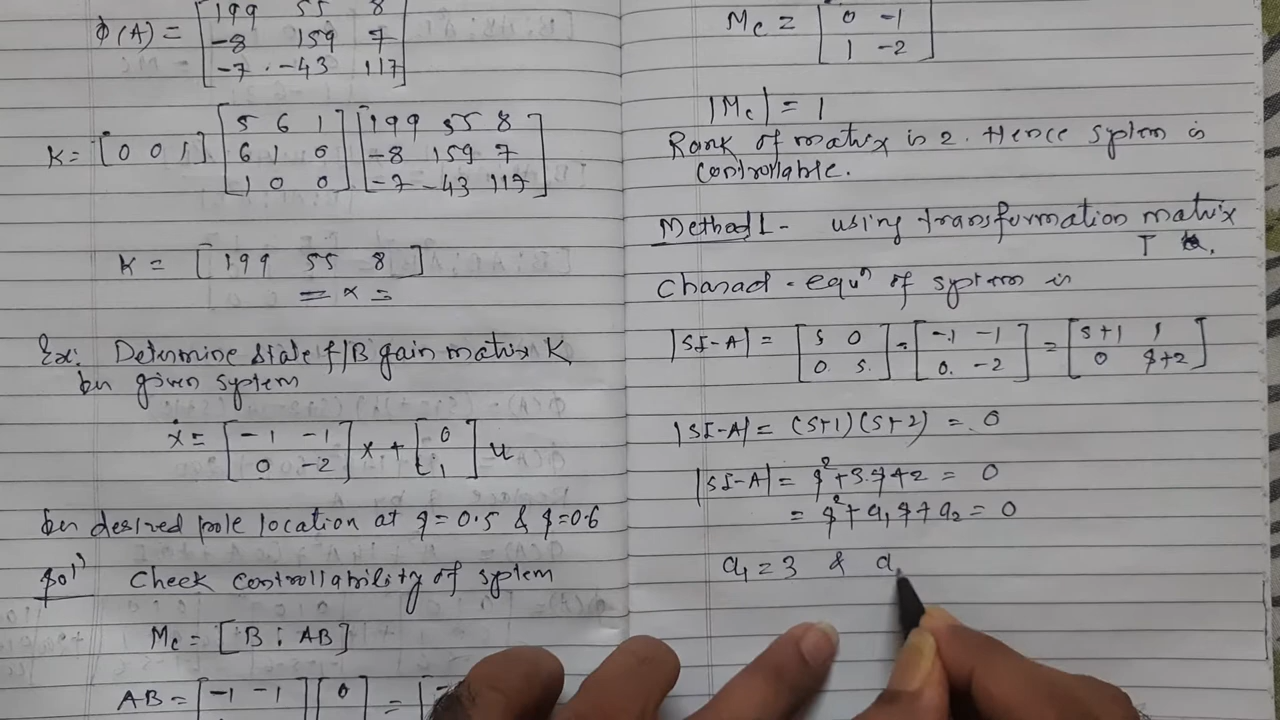 ϕ(A) = [199 55 8
-8 159 7
-7 -43 117]
K = [0 0 1] [5 6 1] [199 55 8]
[6 1 0] [-8 159 7]
[1 0 0] [-7 -43 117]
K = [199 55 8]
= x =
Ex: Determine state f/B gain matrix K
for given system
ẋ = [-1 -1] x + [0] u
[0 -2] [1]
for desired pole location at s = 0.5 & s = 0.6
Sol^n Check controllability of system
Mc = [B : AB]
AB = [-1 -1] [0] = [-
Mc = [0 -1]
[1 -2]
|Mc| = 1
Rank of matrix is 2. Hence system is
controllable.
Method 1 - using transformation matrix
T
Charact - equ^n of system is
|SI-A| = [s 0] - [-1 -1] = [s+1 1]
[0 s] [0 -2] [0 s+2]
|SI-A| = (s+1)(s+2) = 0
|SI-A| = s² + 3s + 2 = 0
= s² + a₁s + a₂ = 0
a₁ = 3 & a